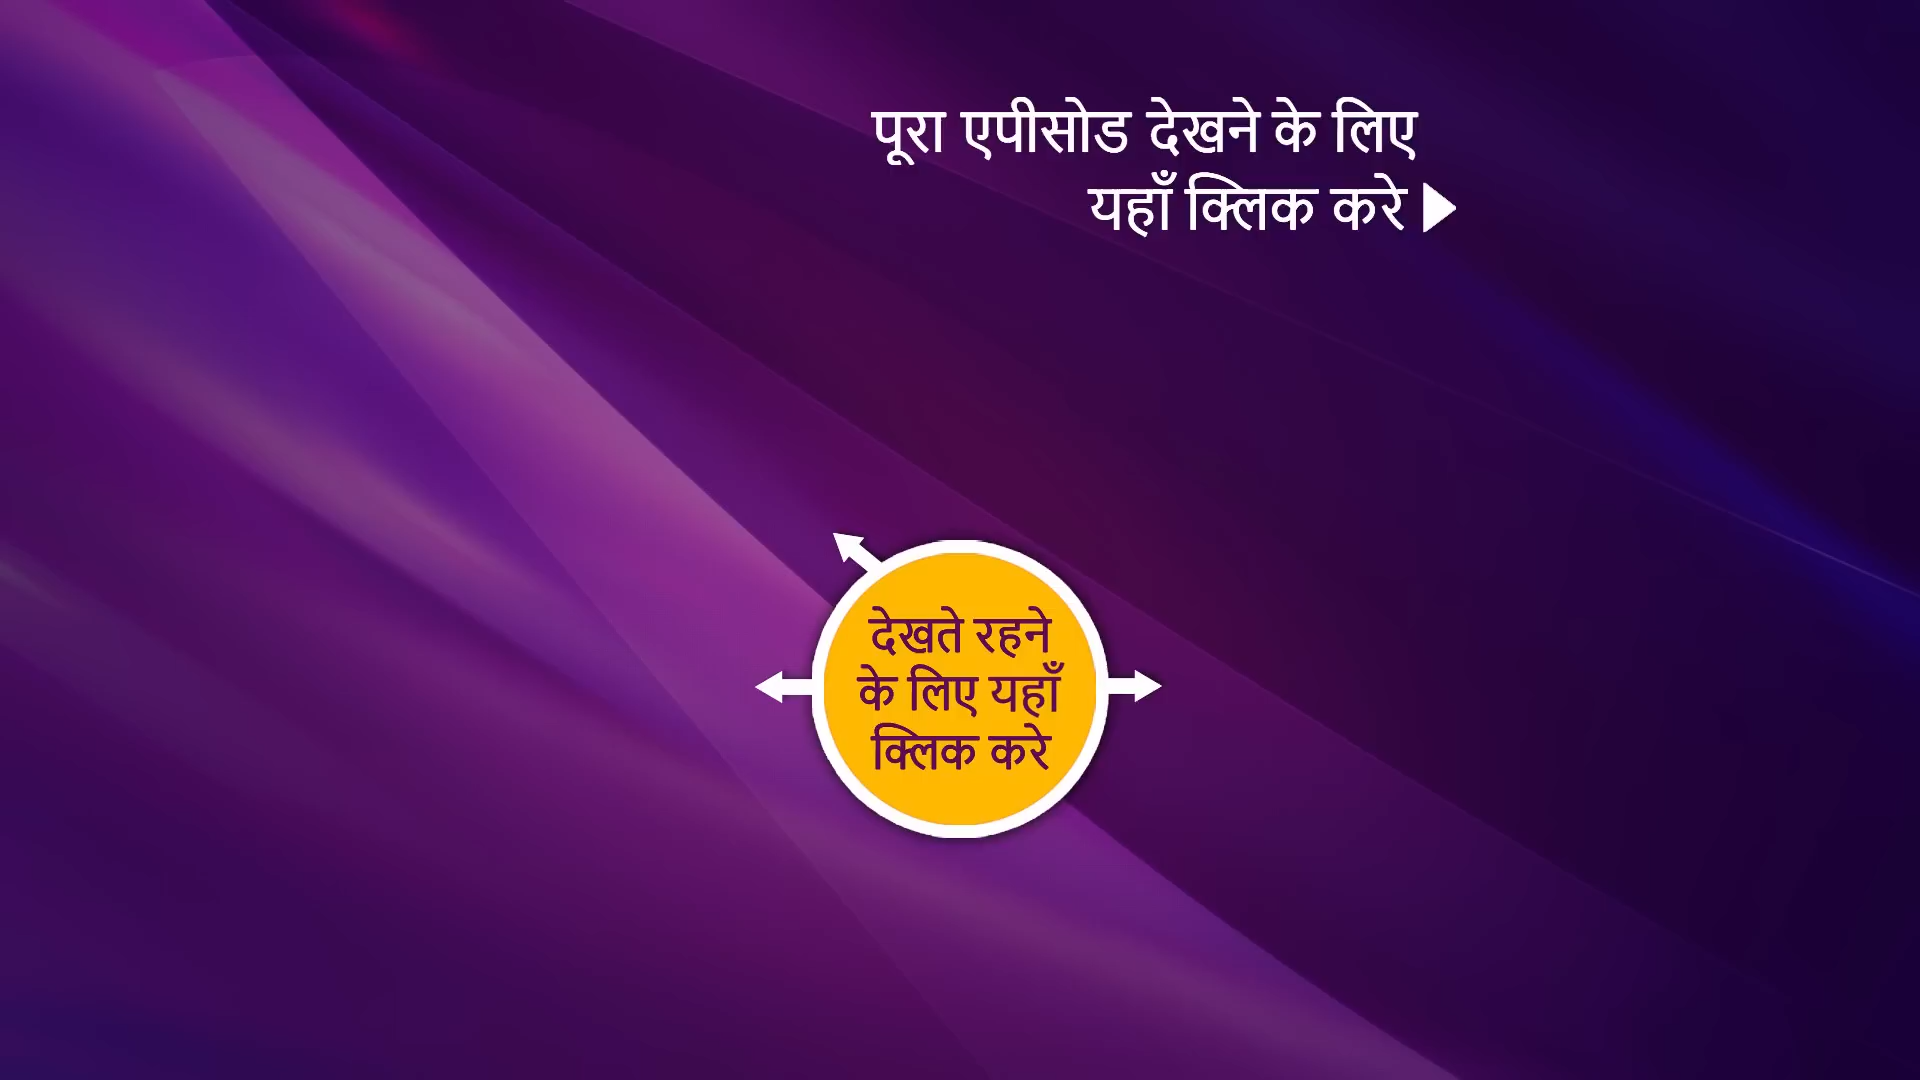 पूरा एपीसोड देखने के लिए
यहाँ क्लिक करे
देखते रहने
के लिए यहाँ
क्लिक करे